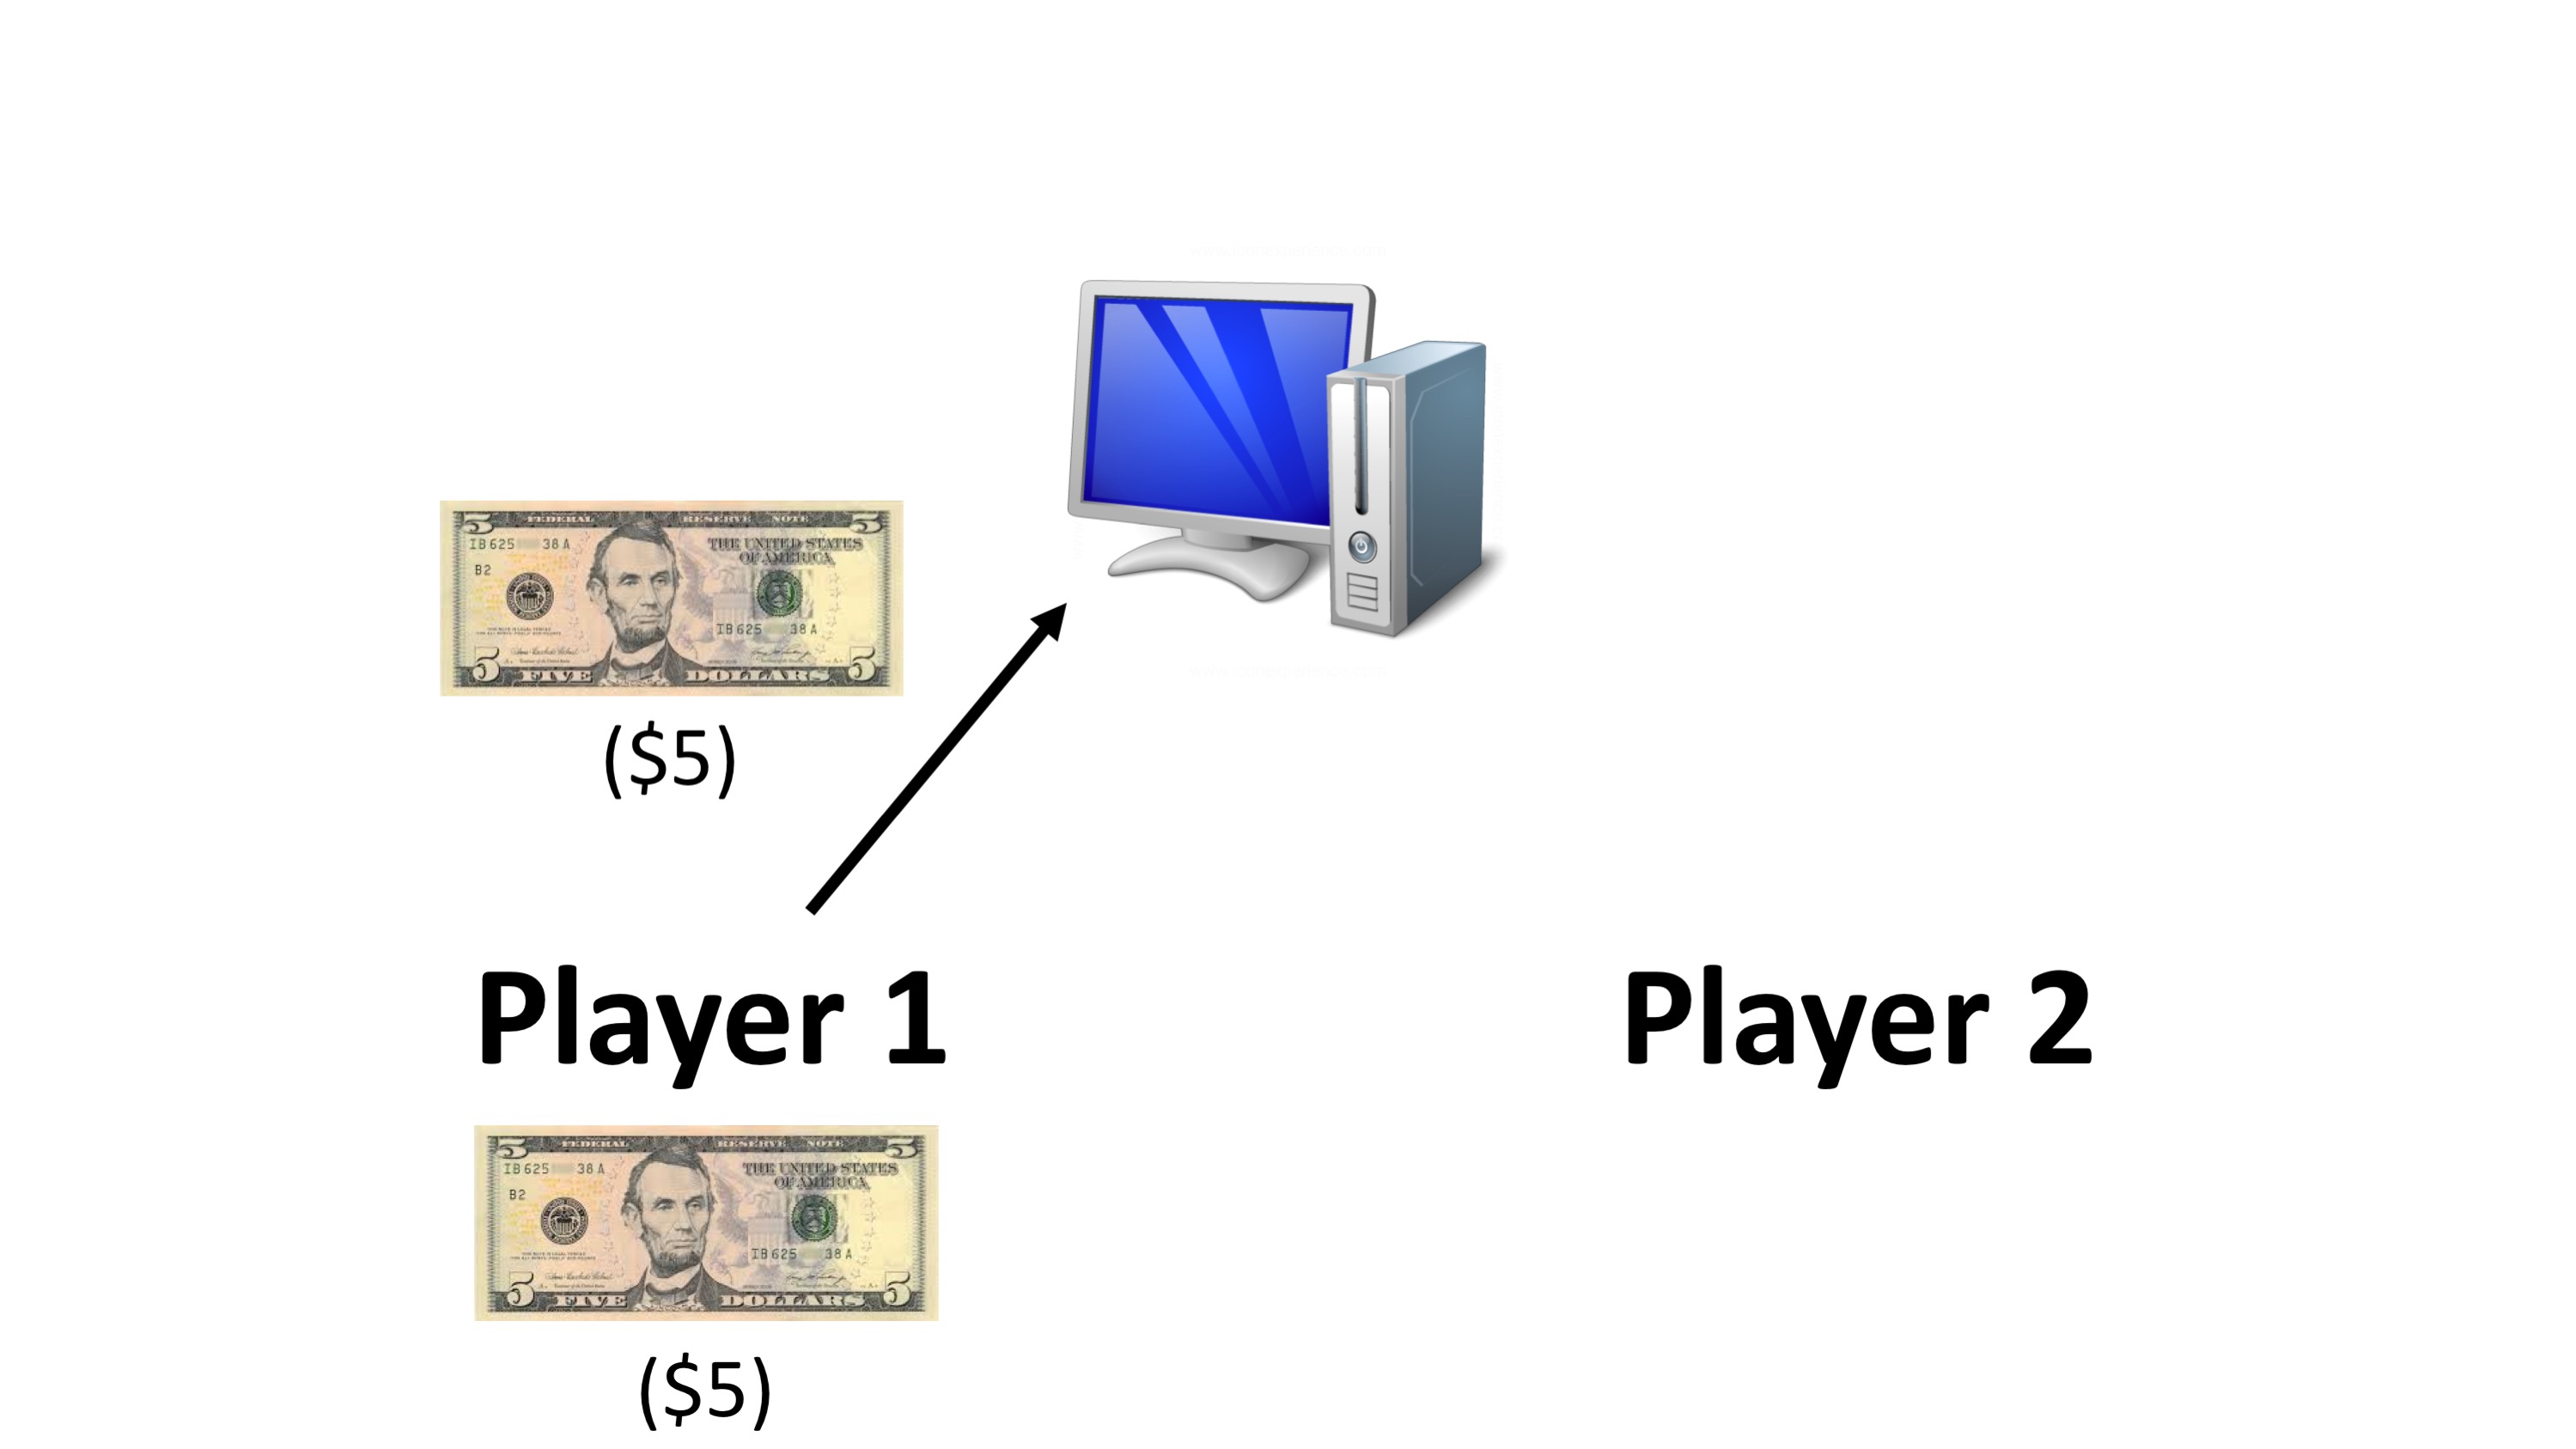 5 FEDERAL RESERVE NOTE 5
IB 625 38 A
THE UNITED STATES
OF AMERICA
B2
IB 625 38 A
5 FIVE DOLLARS 5
($5)
Player 1
Player 2
5 FEDERAL RESERVE NOTE 5
IB 625 38 A
THE UNITED STATES
OF AMERICA
B2
IB 625 38 A
5 FIVE DOLLARS 5
($5)